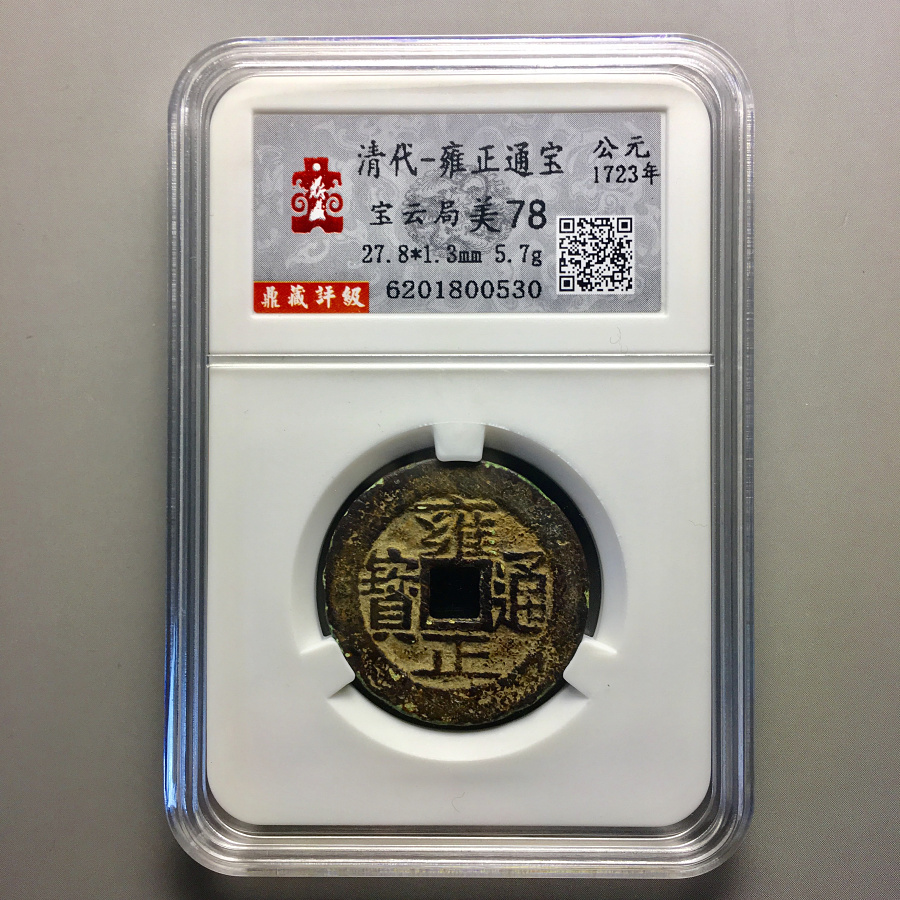 清代-雍正通宝
公元
1723年
宝云局 美78
27.8*1.3mm 5.7g
鼎藏評級
6201800530
雍正通寶